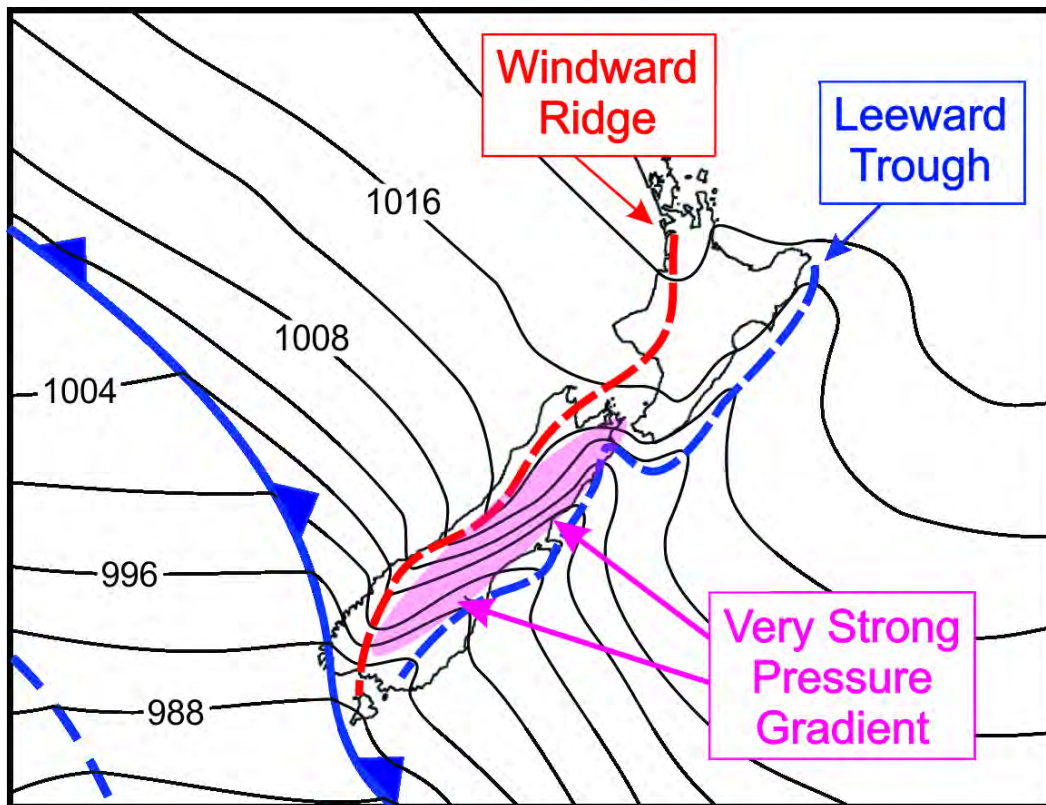 Windward
Ridge
Leeward
Trough
1016
1008
1004
996
988
Very Strong
Pressure
Gradient